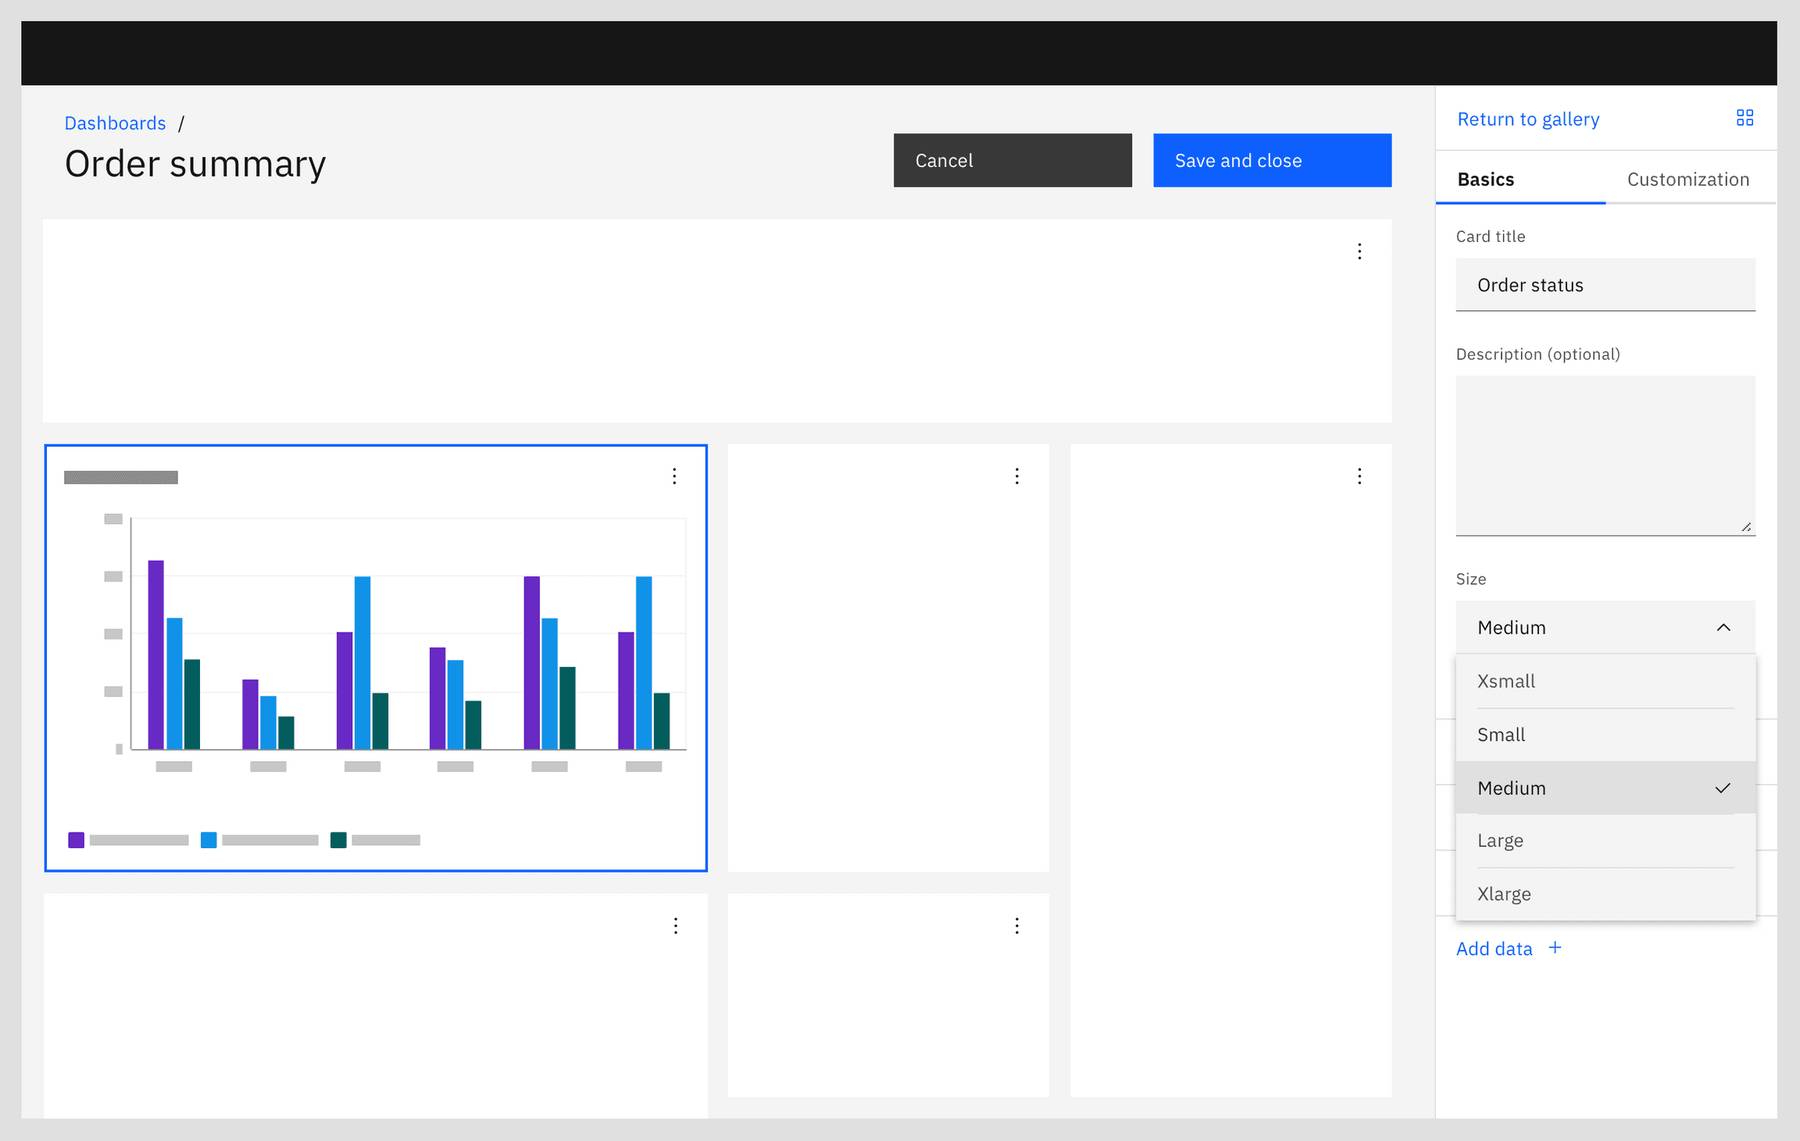 Dashboards /
Order summary
Cancel
Save and close
Return to gallery
Basics
Customization
Card title
Order status
Description (optional)
Size
Medium
Xsmall
Small
Medium
Large
Xlarge
Add data +